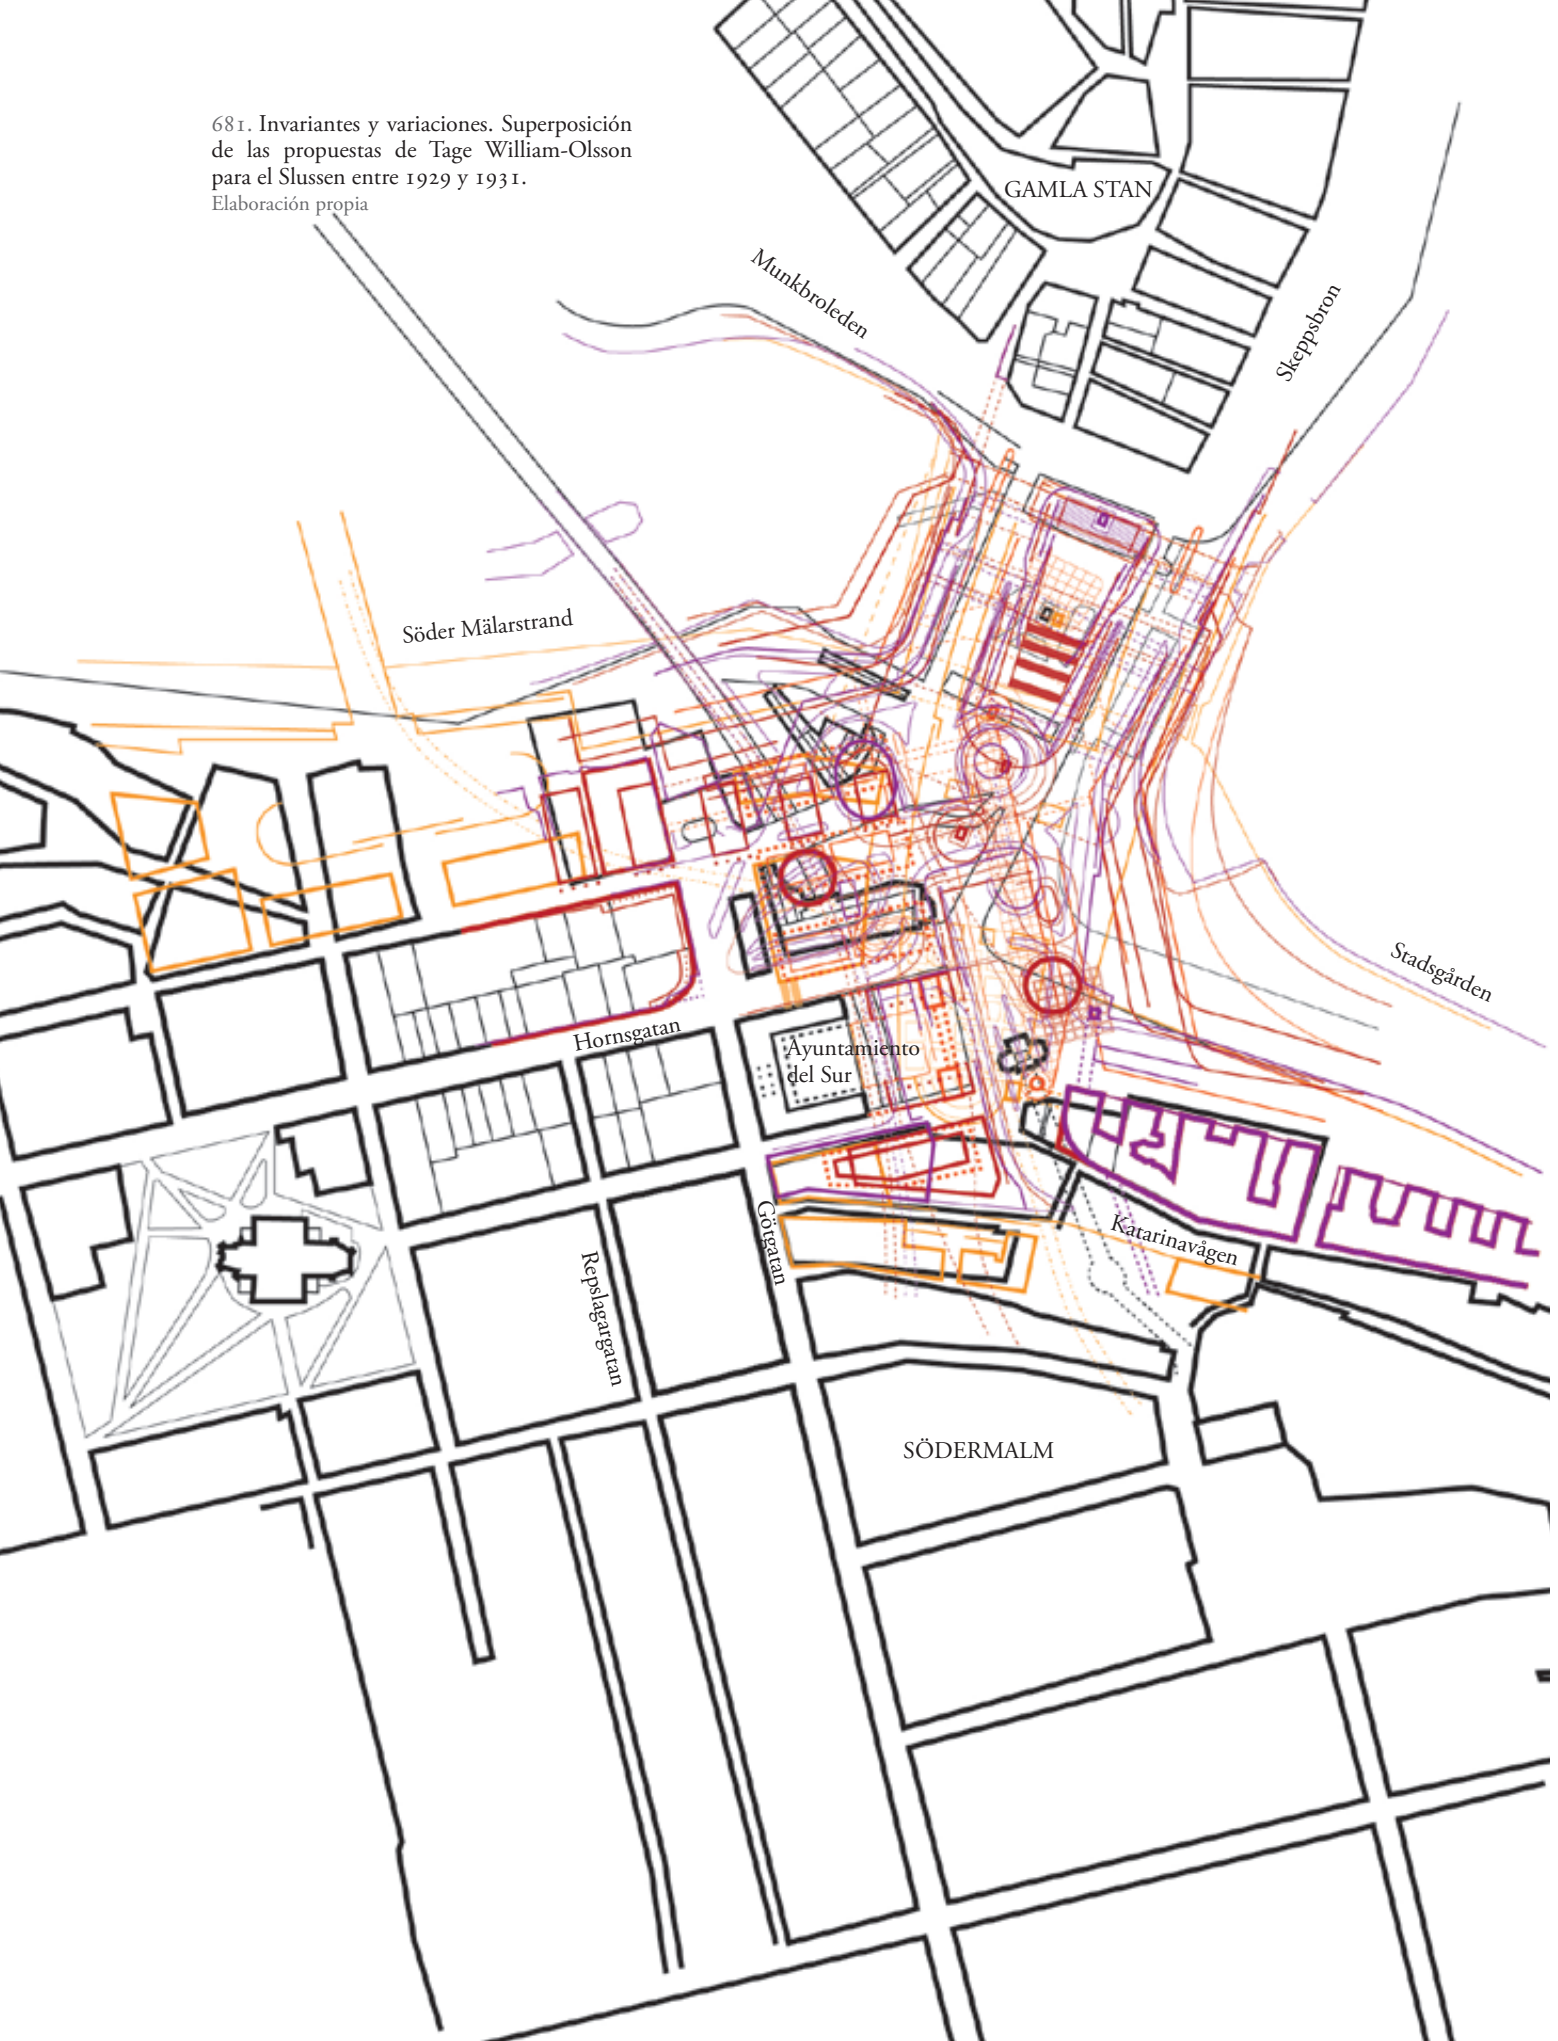 681. Invariantes y variaciones. Superposición
de las propuestas de Tage William-Olsson
para el Slussen entre 1929 y 1931.
Elaboración propia
GAMLA STAN
Munkbroleden
Skeppsbron
Söder Mälarstrand
Stadsgården
Hornsgatan
Ayuntamiento
del Sur
Götgatan
Katarinavågen
Repslagargatan
SÖDERMALM